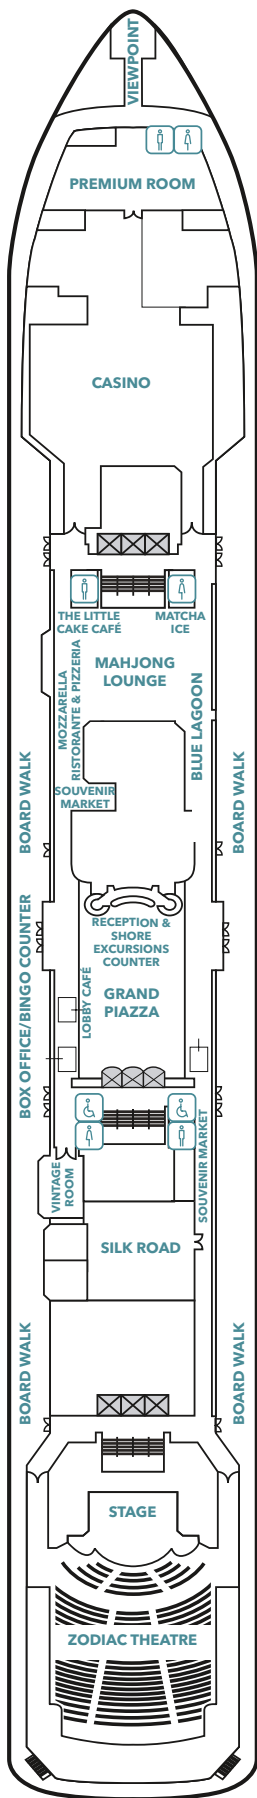 VIEWPOINT
PREMIUM ROOM
CASINO
THE LITTLE
CAKE CAFÉ
MATCHA
ICE
MAHJONG
LOUNGE
MOZZARELLA
RISTORANTE & PIZZERIA
BLUE LAGOON
SOUVENIR
MARKET
BOARD WALK
BOARD WALK
BOX OFFICE/BINGO COUNTER
RECEPTION &
SHORE
EXCURSIONS
COUNTER
LOBBY CAFÉ
GRAND
PIAZZA
VINTAGE
ROOM
SOUVENIR MARKET
SILK ROAD
BOARD WALK
BOARD WALK
STAGE
ZODIAC THEATRE